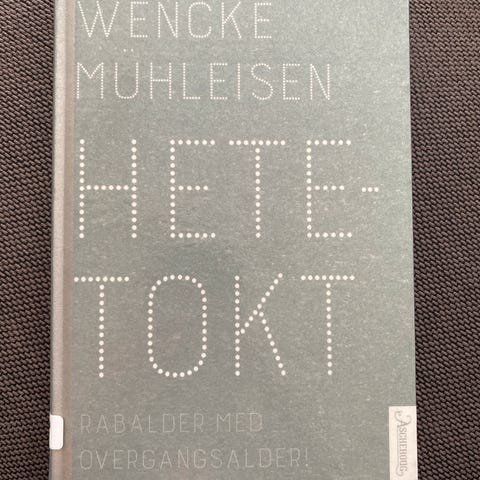 WENCKE
MÜHLEISEN
HETE-
TOKT
RABALDER MED
OVERGANGSALDER!
ASCHEHOUG